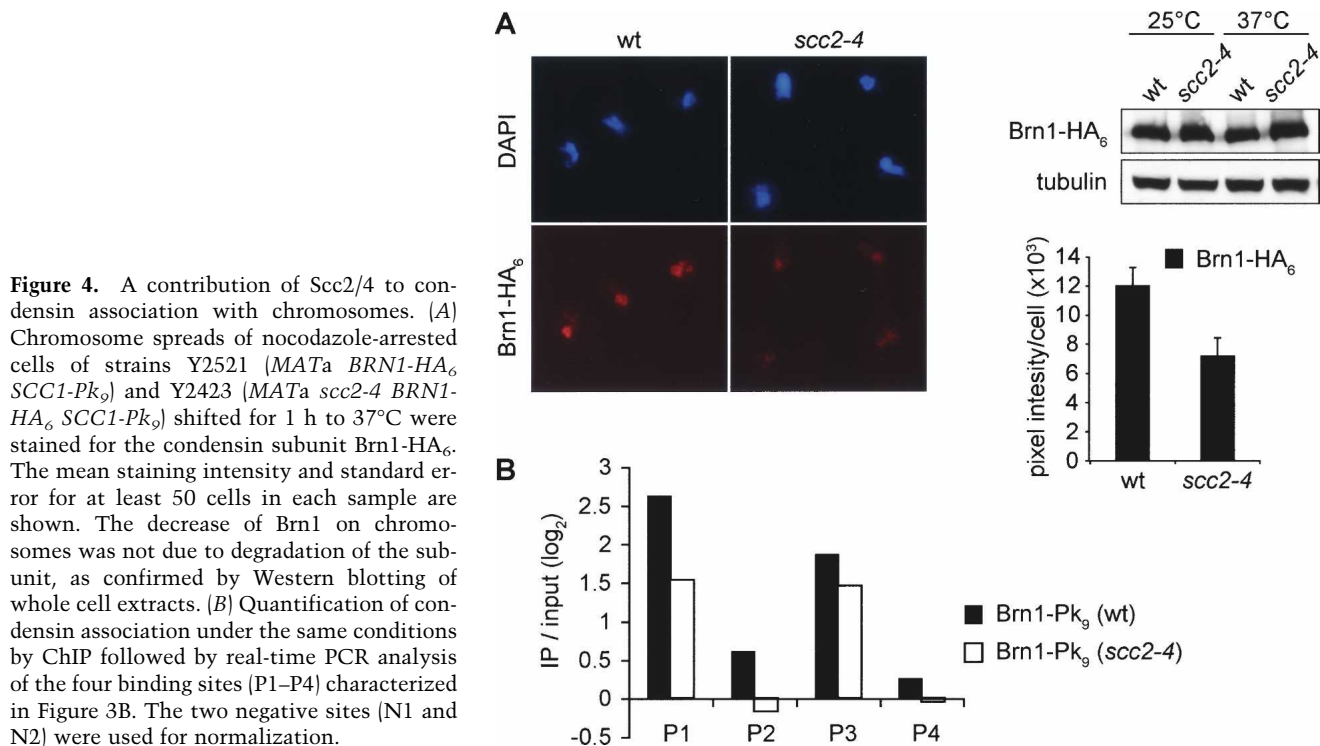 Figure 4. A contribution of Scc2/4 to con-
densin association with chromosomes. (A)
Chromosome spreads of nocodazole-arrested
cells of strains Y2521 (MATa BRN1-HA6
SCC1-Pk9) and Y2423 (MATa scc2-4 BRN1-
HA6 SCC1-Pk9) shifted for 1 h to 37°C were
stained for the condensin subunit Brn1-HA6.
The mean staining intensity and standard er-
ror for at least 50 cells in each sample are
shown. The decrease of Brn1 on chromo-
somes was not due to degradation of the sub-
unit, as confirmed by Western blotting of
whole cell extracts. (B) Quantification of con-
densin association under the same conditions
by ChIP followed by real-time PCR analysis
of the four binding sites (P1–P4) characterized
in Figure 3B. The two negative sites (N1 and
N2) were used for normalization.
A
wt
scc2-4
DAPI
Brn1-HA6
25°C 37°C
wt scc2-4 wt scc2-4
Brn1-HA6
tubulin
pixel intesity/cell (x10³)
14
12
10
8
6
4
2
0
Brn1-HA6
wt scc2-4
B
IP / input (log2)
3
2.5
2
1.5
1
0.5
0
-0.5
P1 P2 P3 P4
Brn1-Pk9 (wt)
Brn1-Pk9 (scc2-4)